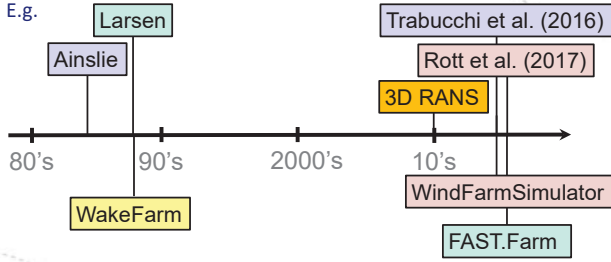 E.g.
Larsen
Trabucchi et al. (2016)
Ainslie
Rott et al. (2017)
3D RANS
80's
90's
2000's
10's
WakeFarm
WindFarmSimulator
FAST.Farm